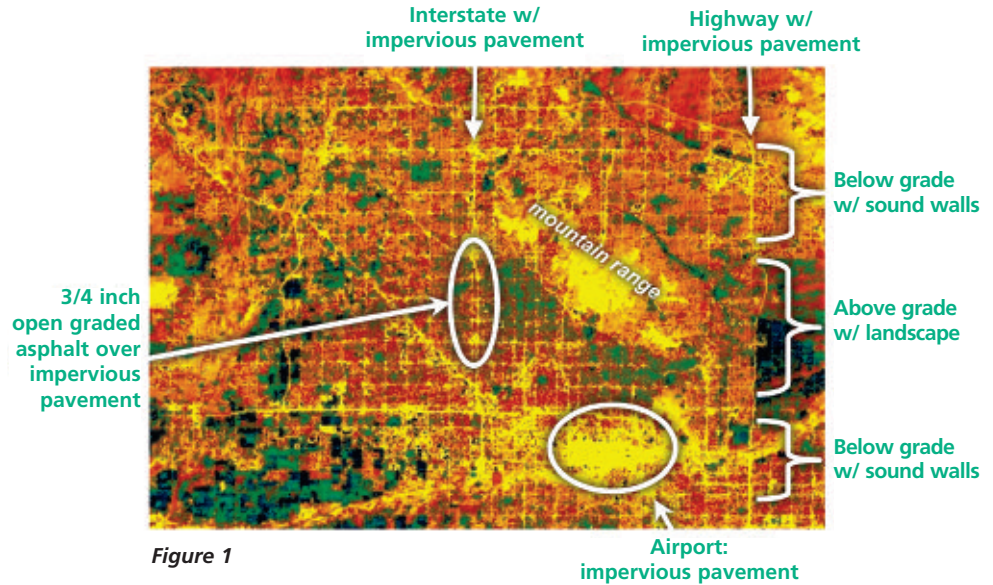 Interstate w/
impervious pavement
Highway w/
impervious pavement
Below grade
w/ sound walls
mountain range
3/4 inch
open graded
asphalt over
impervious
pavement
Above grade
w/ landscape
Below grade
w/ sound walls
Figure 1
Airport:
impervious pavement